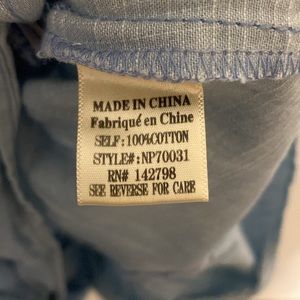 MADE IN CHINA
Fabriqué en Chine
SELF: 100%COTTON
STYLE#: NP70031
RN# 142798
SEE REVERSE FOR CARE